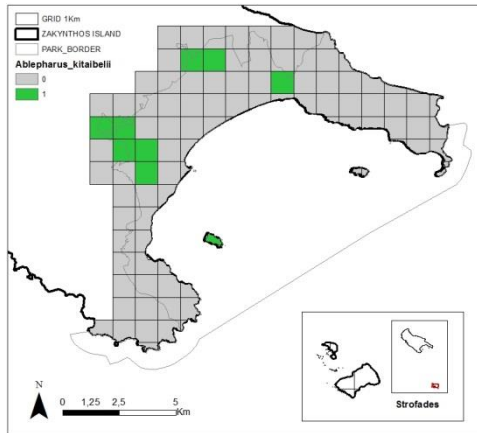 GRID 1Km
ZAKYNTHOS ISLAND
PARK_BORDER
Ablepharus_kitaibelii
0
1
N
0 1,25 2,5 5
Km
Strofades